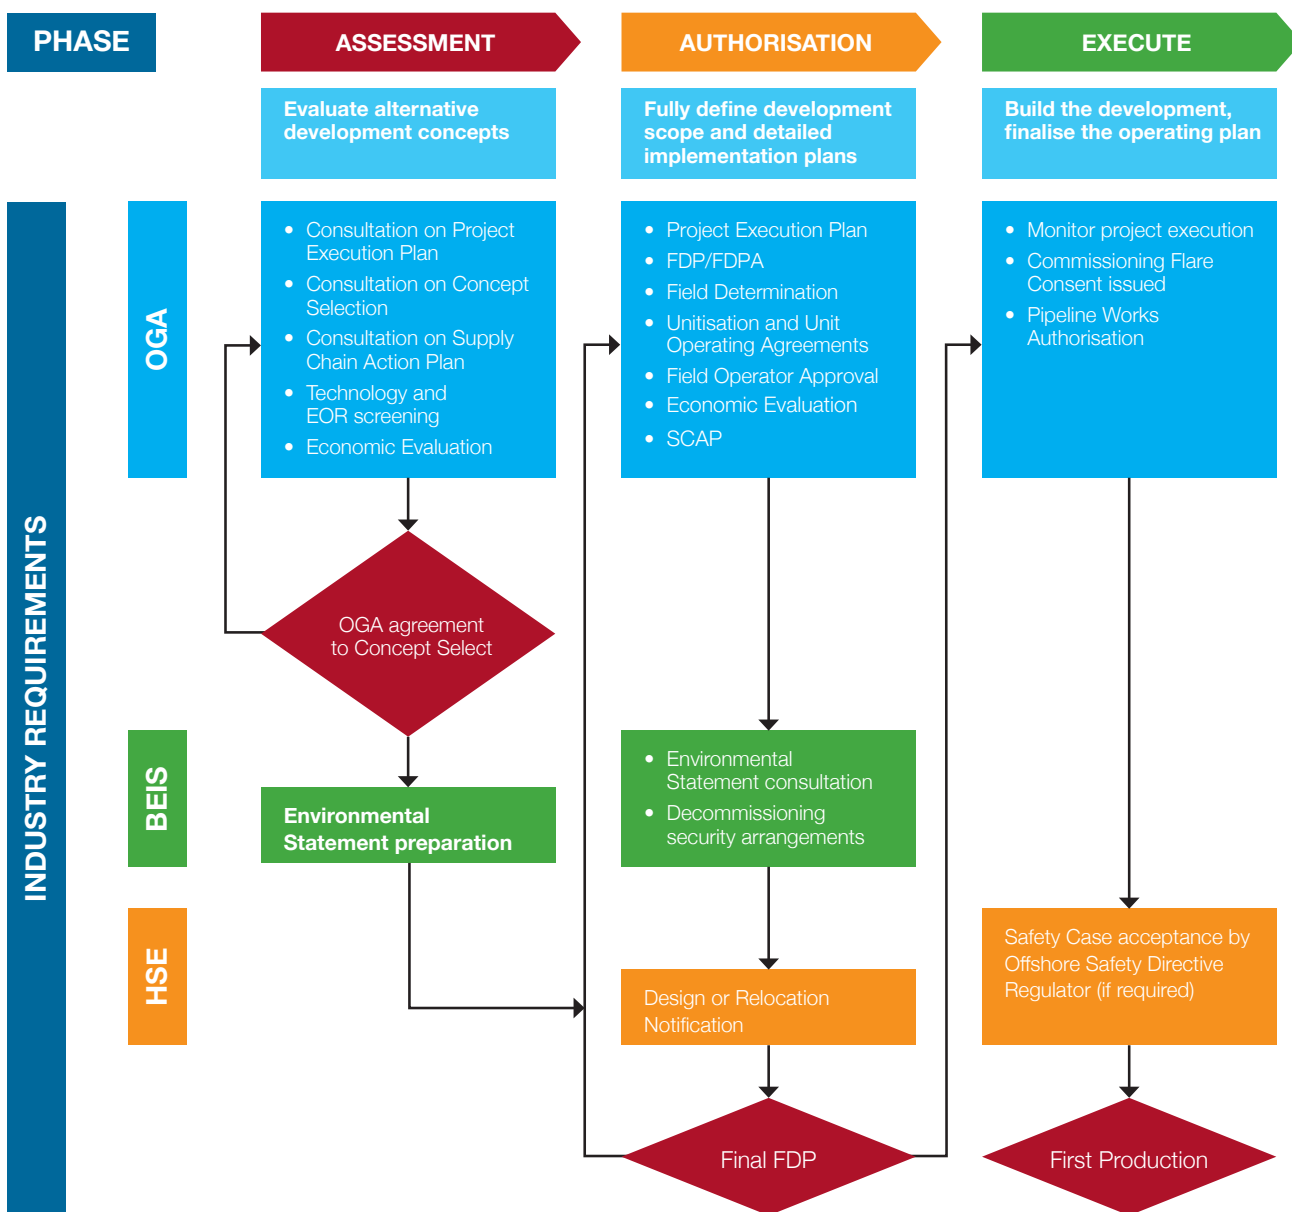 PHASE
ASSESSMENT
AUTHORISATION
EXECUTE
Evaluate alternative
development concepts
Fully define development
scope and detailed
implementation plans
Build the development,
finalise the operating plan
INDUSTRY REQUIREMENTS
OGA
• Consultation on Project
Execution Plan
• Consultation on Concept
Selection
• Consultation on Supply
Chain Action Plan
• Technology and
EOR screening
• Economic Evaluation
• Project Execution Plan
• FDP/FDPA
• Field Determination
• Unitisation and Unit
Operating Agreements
• Field Operator Approval
• Economic Evaluation
• SCAP
• Monitor project execution
• Commissioning Flare
Consent issued
• Pipeline Works
Authorisation
OGA agreement
to Concept Select
BEIS
Environmental
Statement preparation
• Environmental
Statement consultation
• Decommissioning
security arrangements
HSE
Design or Relocation
Notification
Safety Case acceptance by
Offshore Safety Directive
Regulator (if required)
Final FDP
First Production